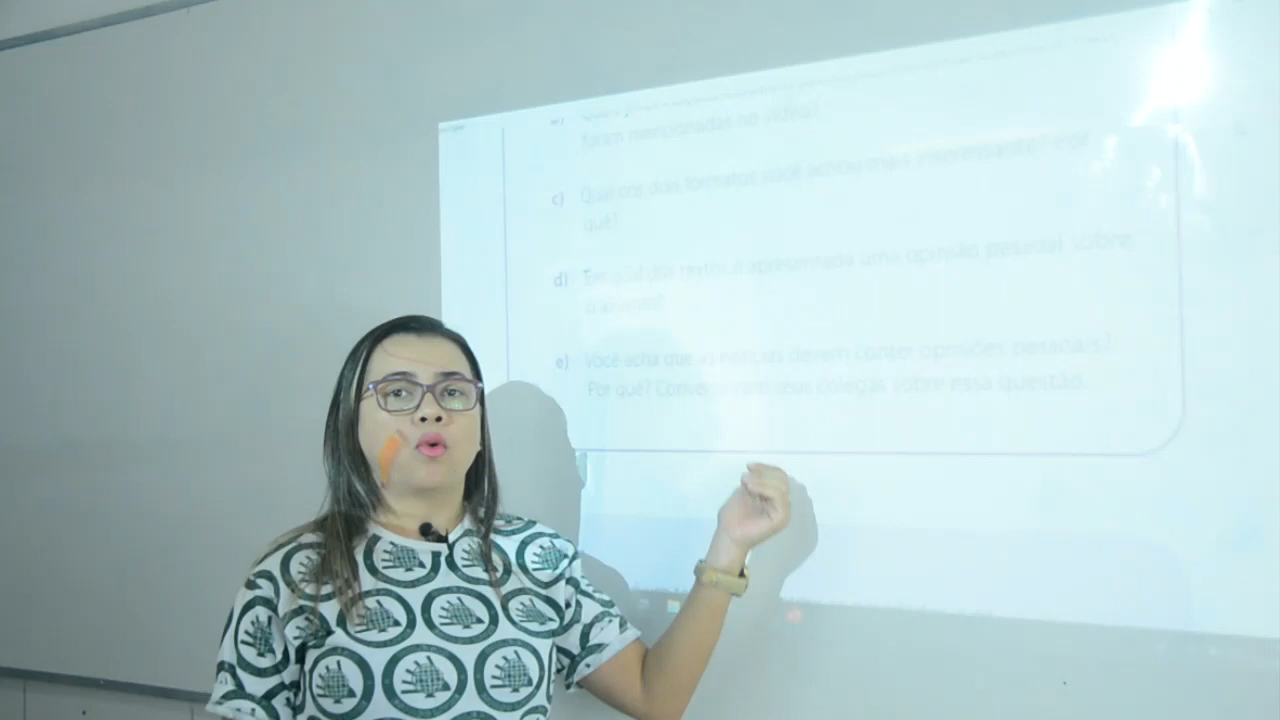 foram mencionadas no vídeo?
c) Qual dos dois formatos você achou mais interessante? Por
quê?
d) Em qual dos textos é apresentada uma opinião pessoal sobre
o assunto?
e) Você acha que as notícias devem conter opiniões pessoais?
Por quê? Converse com seus colegas sobre essa questão.